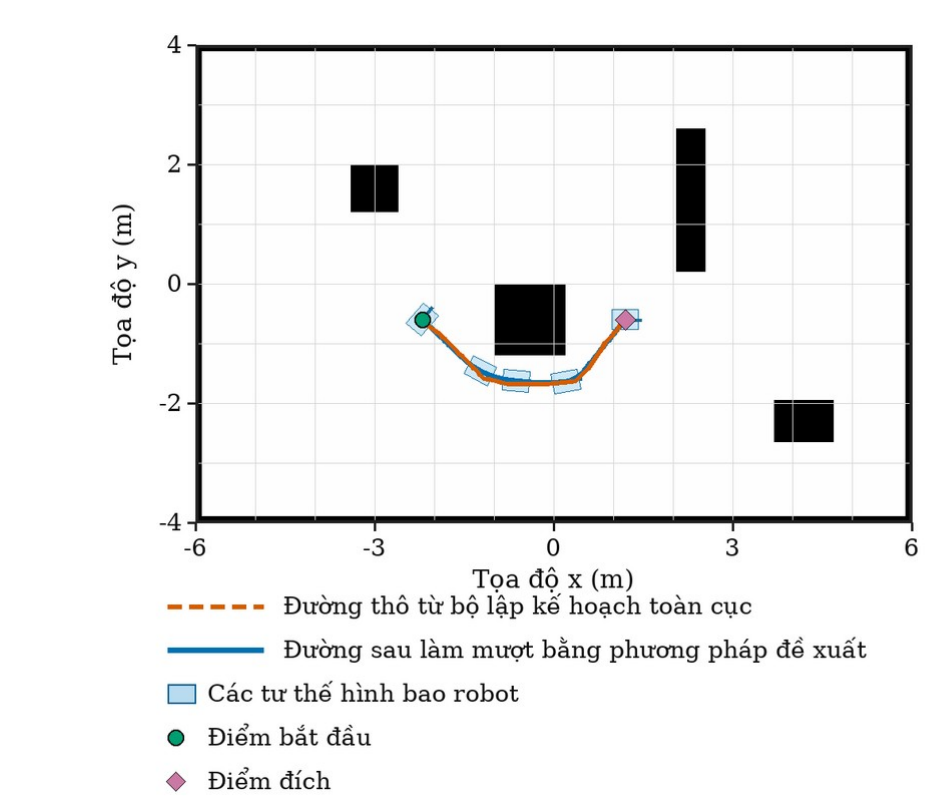 4
2
0
-2
-4
Tọa độ y (m)
-6 -3 0 3 6
Tọa độ x (m)
Đường thô từ bộ lập kế hoạch toàn cục
Đường sau làm mượt bằng phương pháp đề xuất
Các tư thế hình bao robot
Điểm bắt đầu
Điểm đích